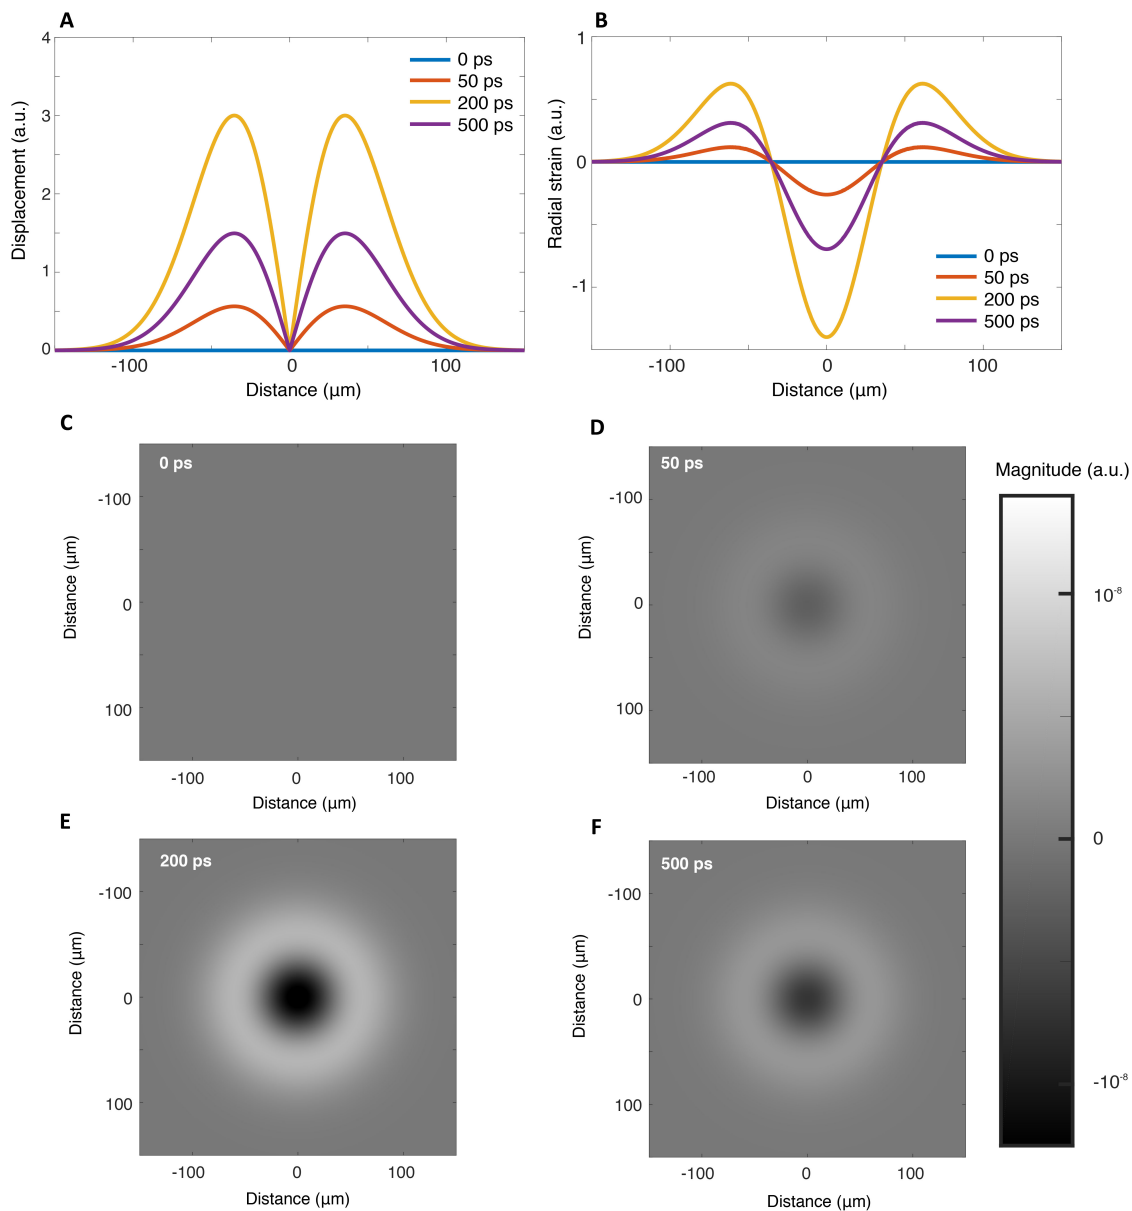 A
4
3
2
1
0
Displacement (a.u.)
0 ps
50 ps
200 ps
500 ps
-100
0
100
Distance (µm)
B
1
0
-1
Radial strain (a.u.)
0 ps
50 ps
200 ps
500 ps
-100
0
100
Distance (µm)
C
0 ps
-100
0
100
Distance (µm)
-100
0
100
Distance (µm)
D
50 ps
-100
0
100
Distance (µm)
-100
0
100
Distance (µm)
Magnitude (a.u.)
10⁻⁸
0
-10⁻⁸
E
200 ps
-100
0
100
Distance (µm)
-100
0
100
Distance (µm)
F
500 ps
-100
0
100
Distance (µm)
-100
0
100
Distance (µm)